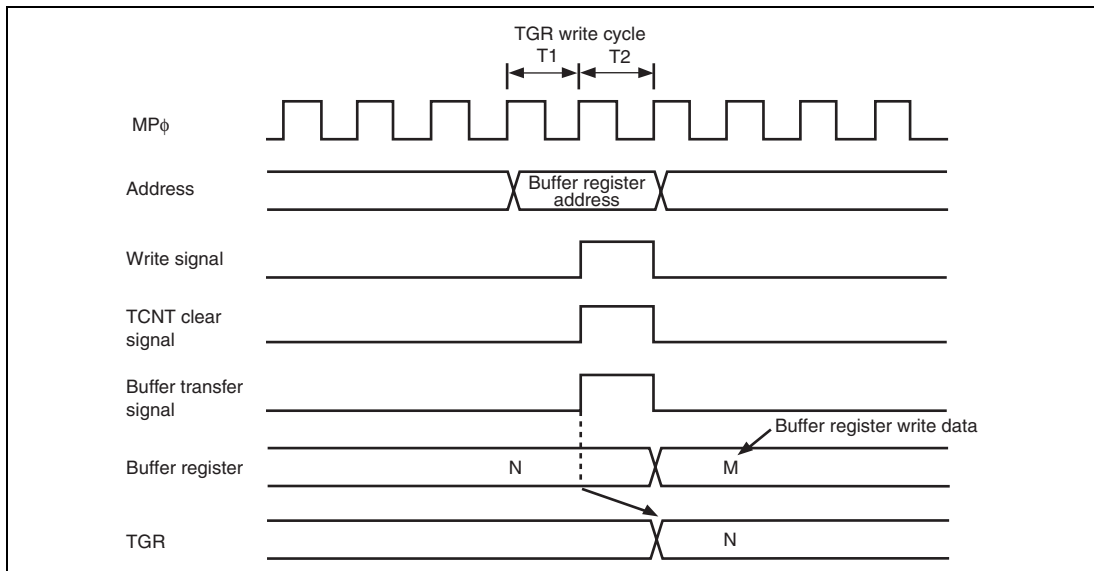 TGR write cycle
T1 T2
MPϕ
Address
Buffer register
address
Write signal
TCNT clear
signal
Buffer transfer
signal
Buffer register write data
Buffer register
N M
TGR
N